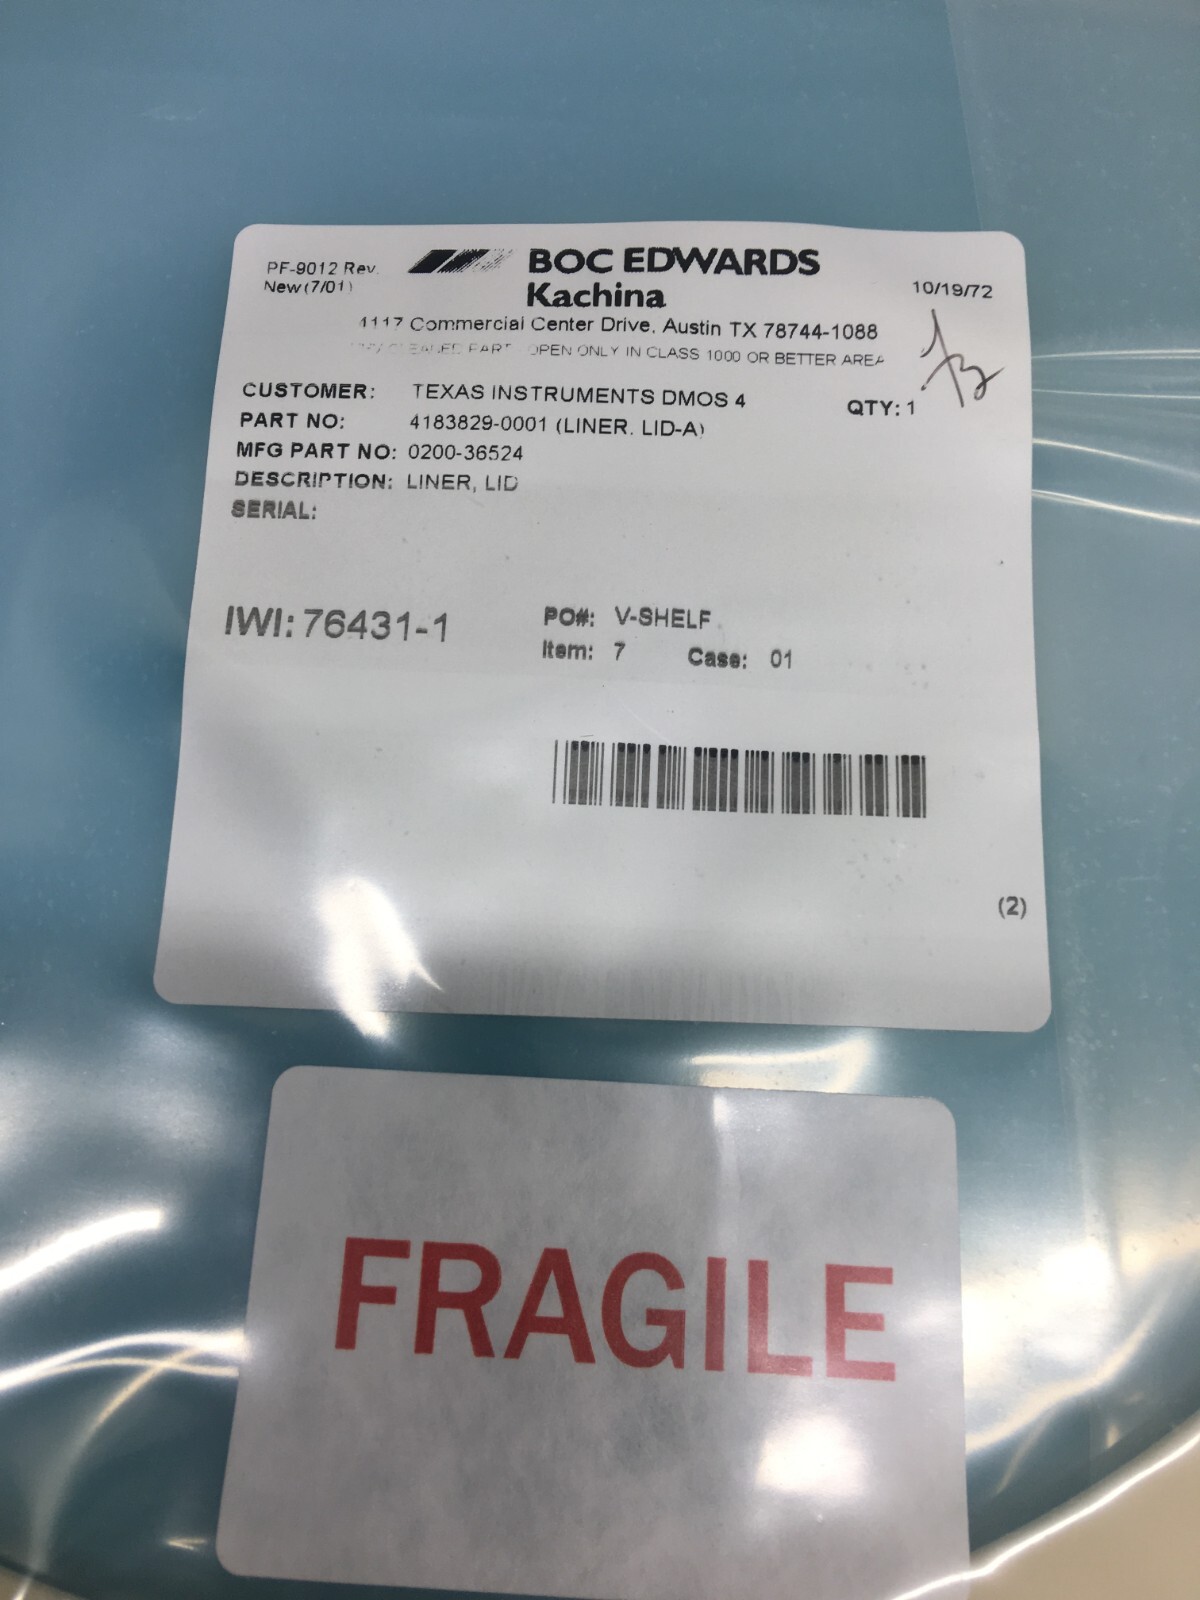 PF-9012 Rev.
New (7/01)
BOC EDWARDS
Kachina
10/19/72
4117 Commercial Center Drive, Austin TX 78744-1088
CLEANED PART - OPEN ONLY IN CLASS 1000 OR BETTER AREA
CUSTOMER: TEXAS INSTRUMENTS DMOS 4
QTY: 1
PART NO: 4183829-0001 (LINER. LID-A)
MFG PART NO: 0200-36524
DESCRIPTION: LINER, LID
SERIAL:
IWI: 76431-1
PO#: V-SHELF
Item: 7 Case: 01
(2)
FRAGILE